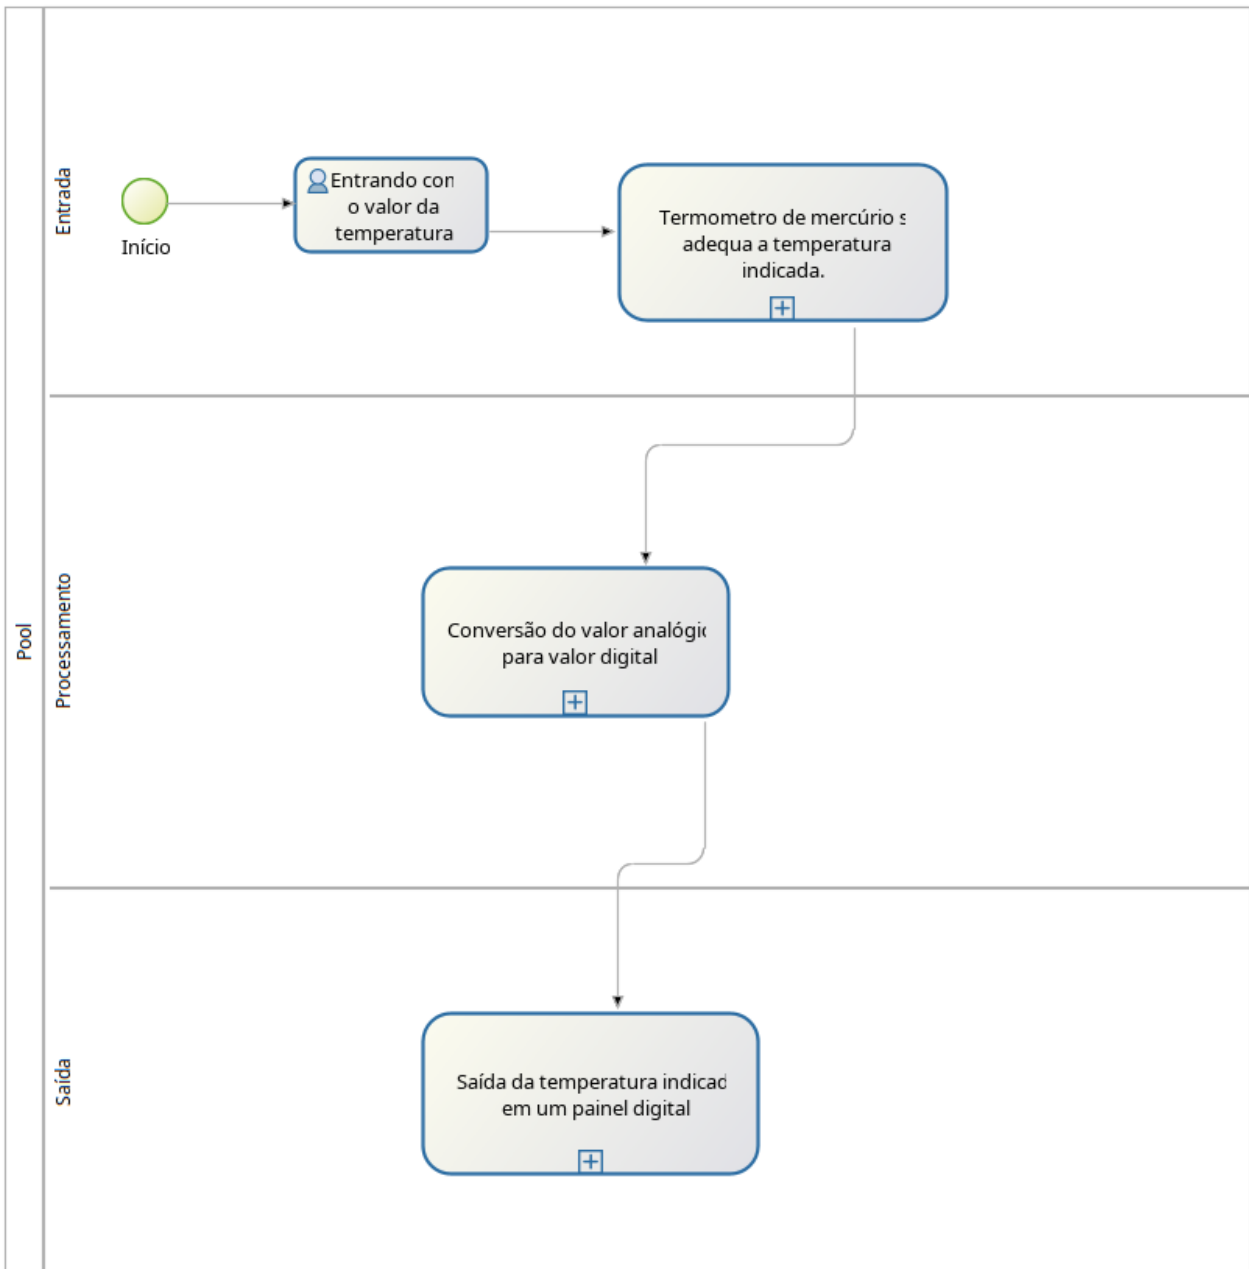 Pool
Entrada
Início
Entrando con
o valor da
temperatura
Termometro de mercúrio s
adequa a temperatura
indicada.
Processamento
Conversão do valor analógic
para valor digital
Saída
Saída da temperatura indicad
em um painel digital